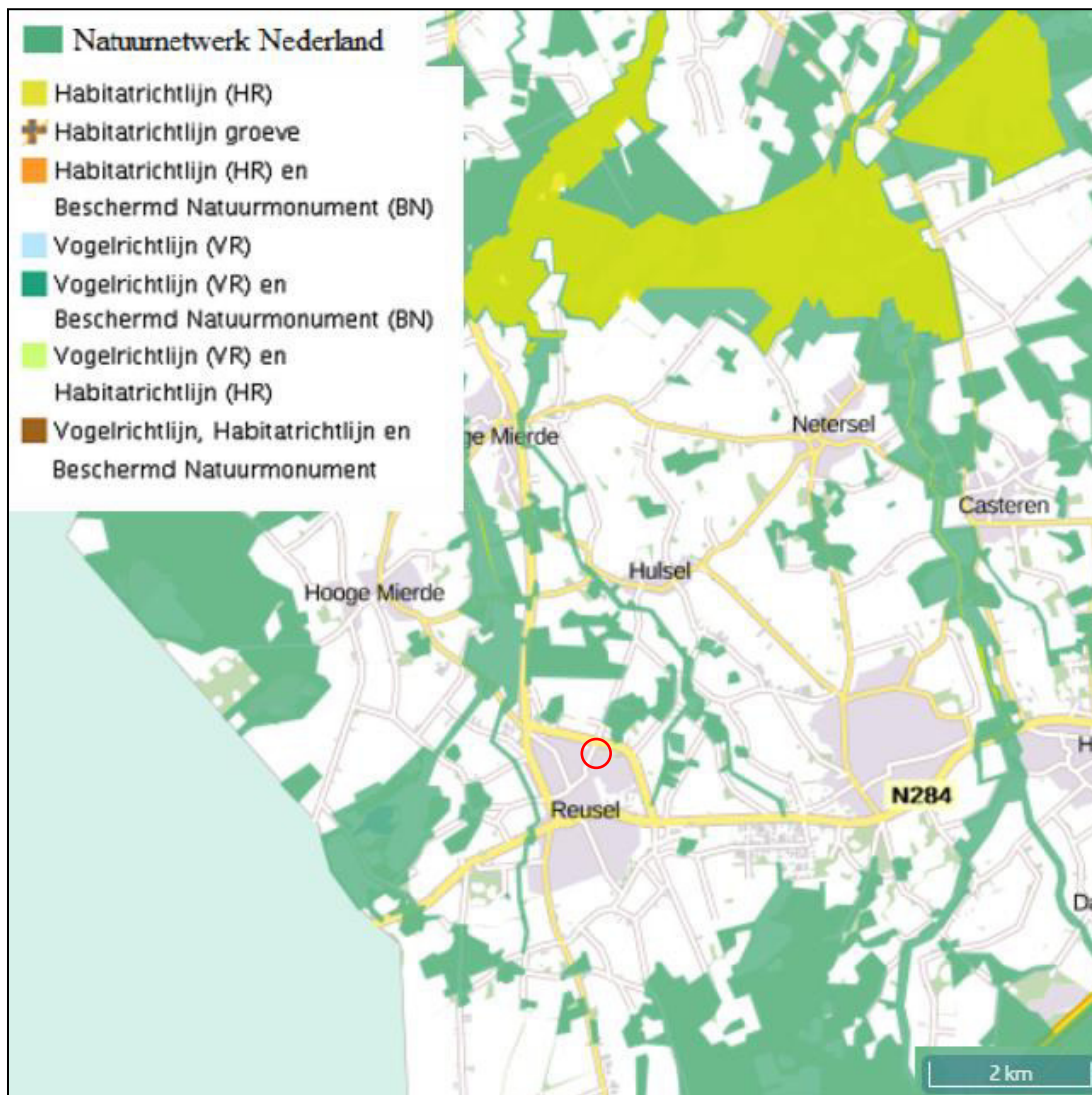 Natuurnetwerk Nederland
Habitatrichtlijn (HR)
Habitatrichtlijn groeve
Habitatrichtlijn (HR) en
Beschermd Natuurmonument (BN)
Vogelrichtlijn (VR)
Vogelrichtlijn (VR) en
Beschermd Natuurmonument (BN)
Vogelrichtlijn (VR) en
Habitatrichtlijn (HR)
Vogelrichtlijn, Habitatrichtlijn en
Beschermd Natuurmonument
ge Mierde
Netersel
Casteren
Hulsel
Hooge Mierde
H
N284
Reusel
Da
2 km